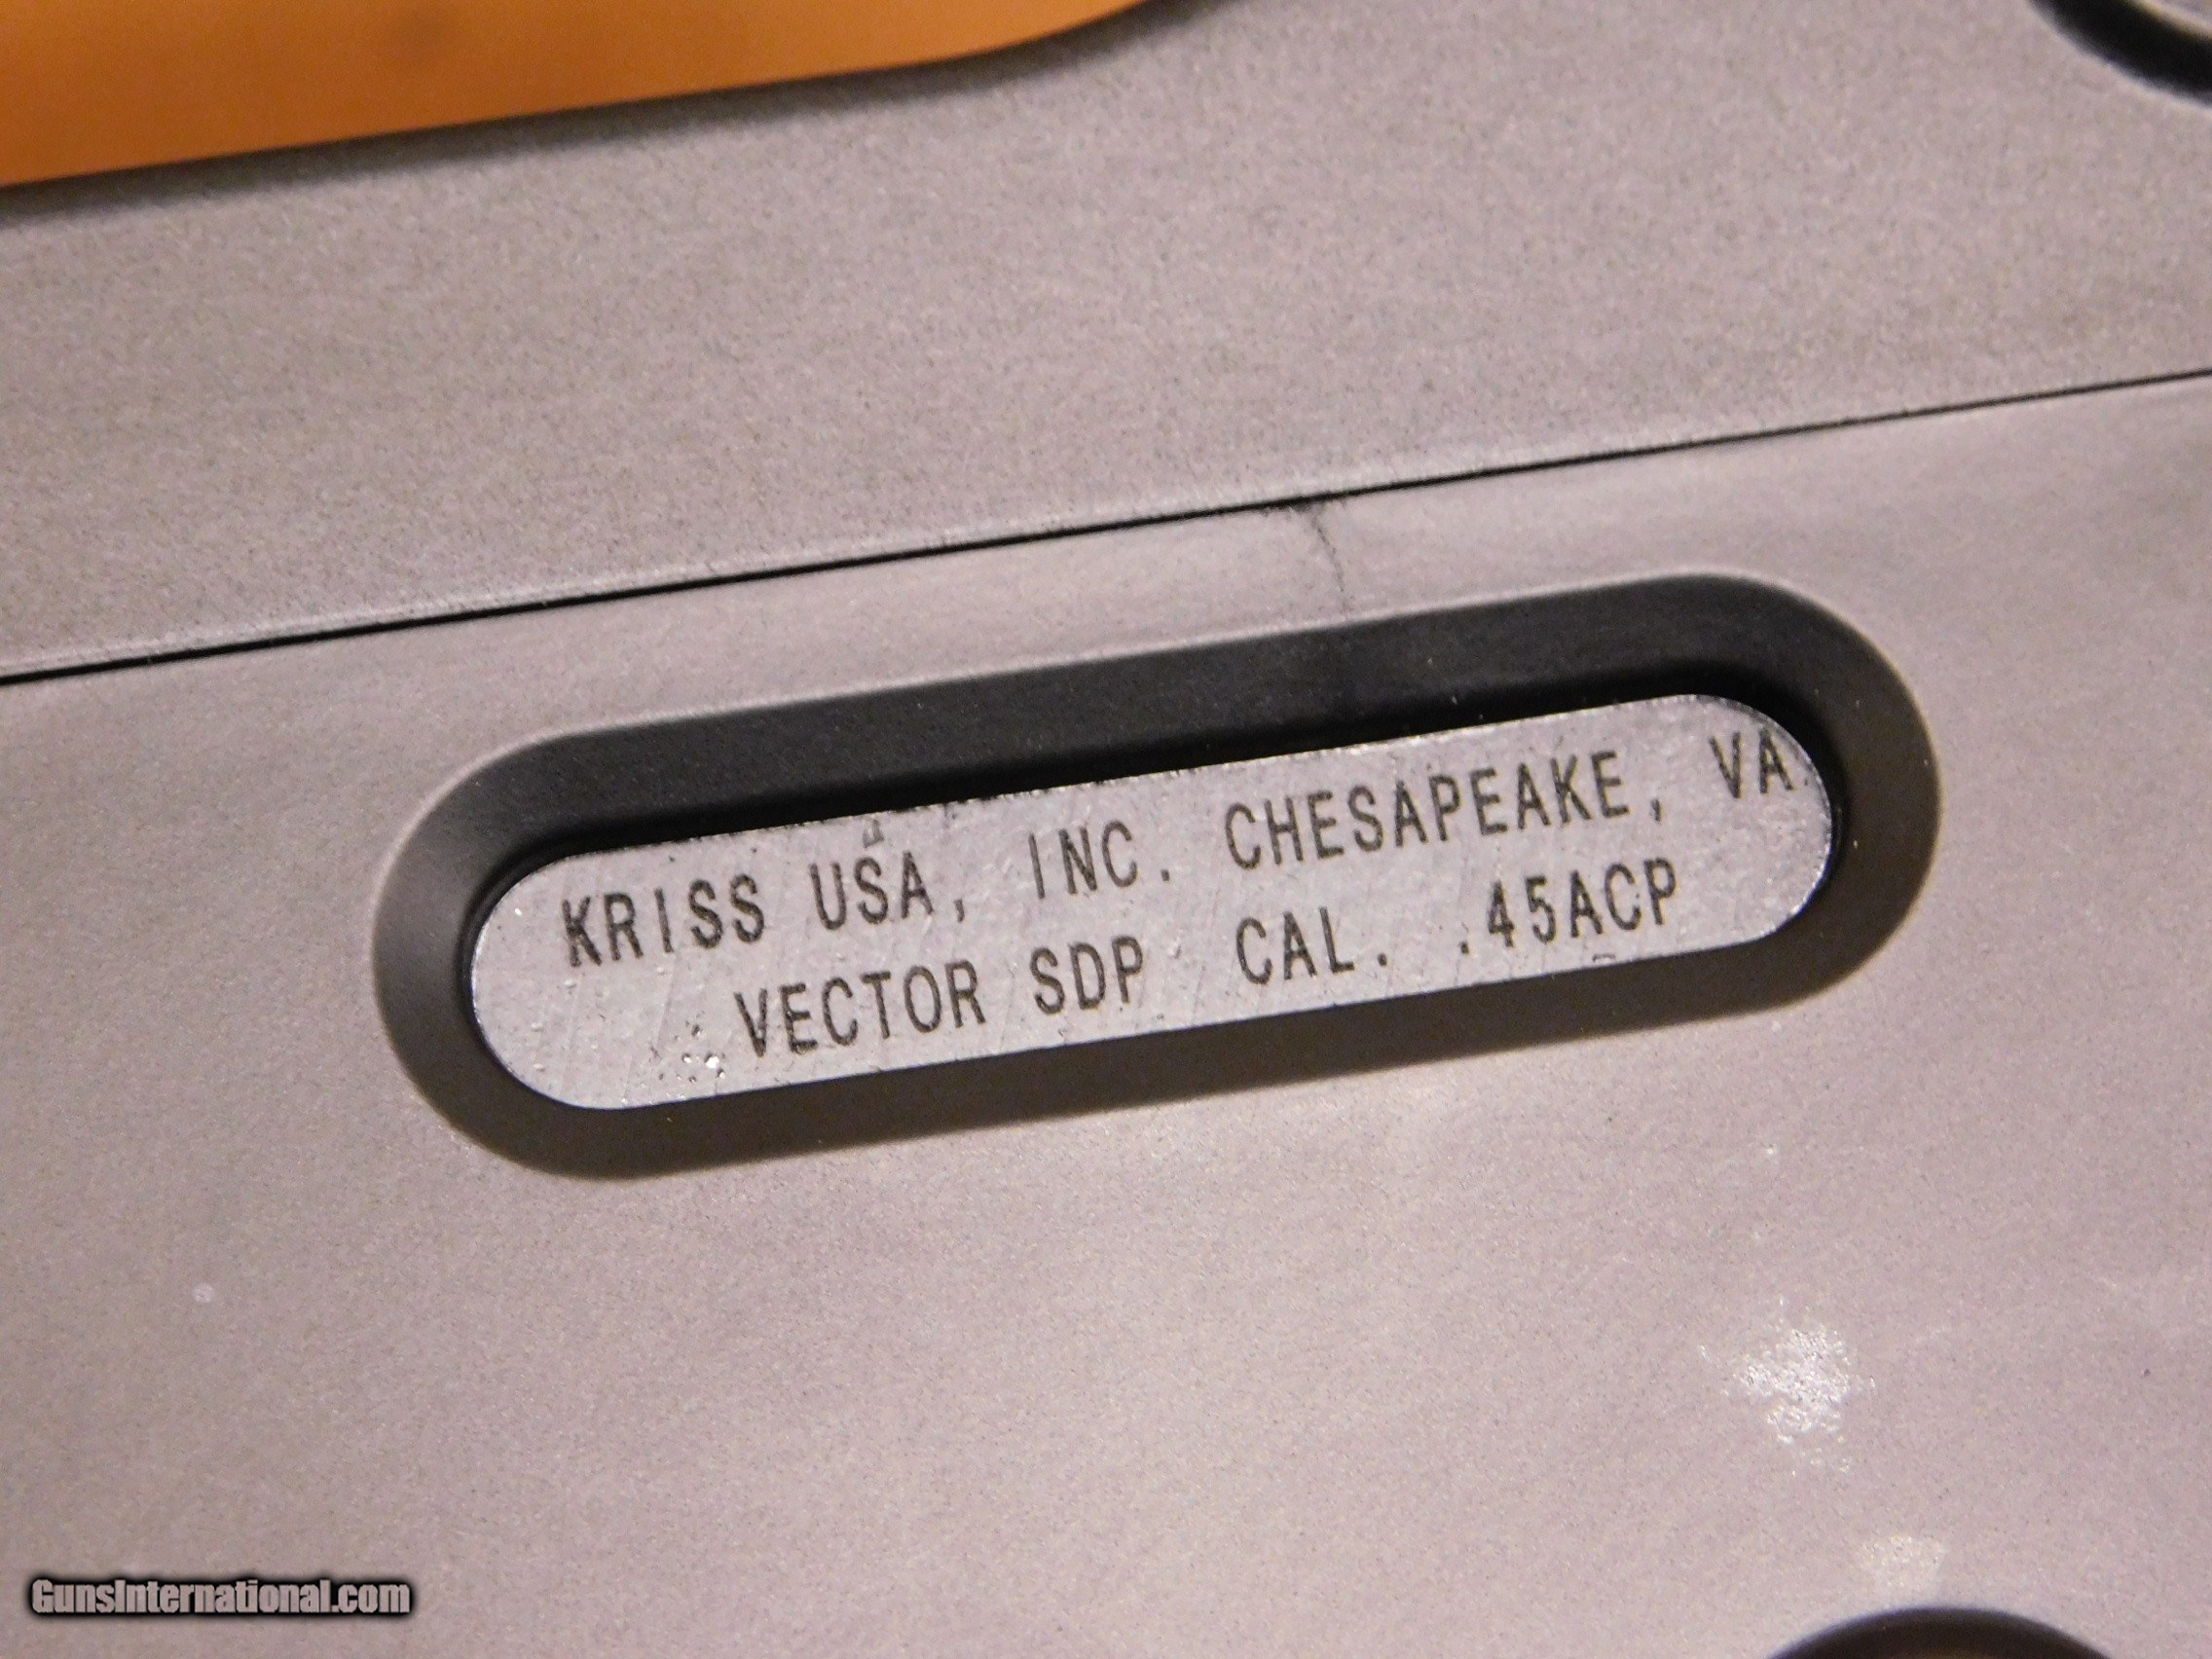 KRISS USA, INC. CHESAPEAKE, VA.
VECTOR SDP CAL. .45ACP
GunsInternational.com